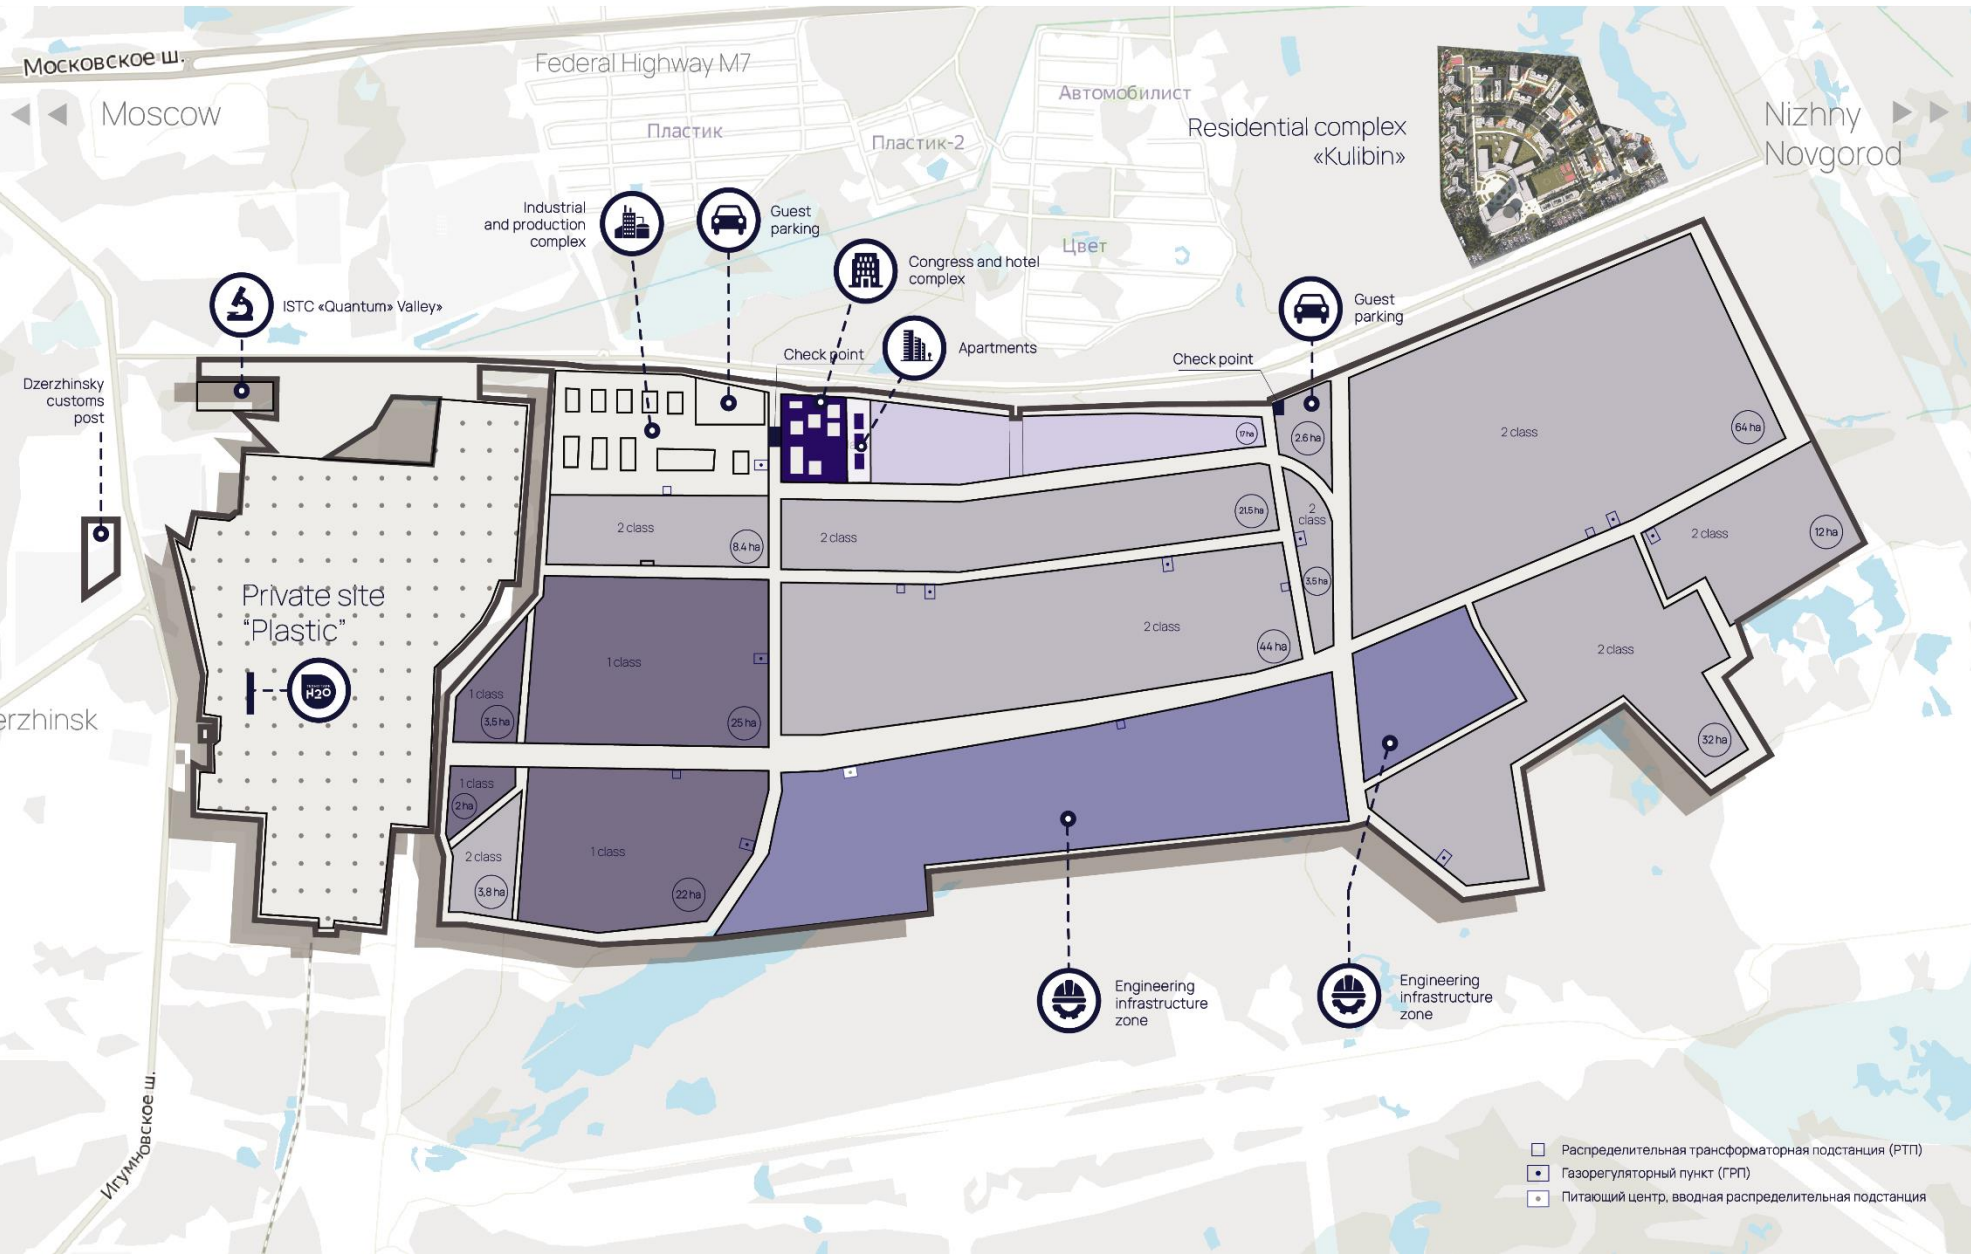 Московское ш.
Federal Highway M7
Moscow
Автомобилист
Пластик
Пластик-2
Residential complex
«Kulibin»
Nizhny
Novgorod
Industrial
and production
complex
Guest
parking
Цвет
Congress and hotel
complex
ISTC «Quantum» Valley»
Guest
parking
Check point
Apartments
Check point
Dzerzhinsky
customs
post
17 ha
2.6 ha
2 class
64 ha
2 class
8.4 ha
2 class
21,5 ha
2
class
3,5 ha
2 class
12 ha
Private site
“Plastic”
H2O
1 class
3,5 ha
1 class
25 ha
2 class
44 ha
2 class
32 ha
erzhinsk
1 class
2 ha
2 class
3,8 ha
1 class
22 ha
Engineering
infrastructure
zone
Engineering
infrastructure
zone
Игумновское ш.
Распределительная трансформаторная подстанция (РТП)
Газорегуляторный пункт (ГРП)
Питающий центр, вводная распределительная подстанция